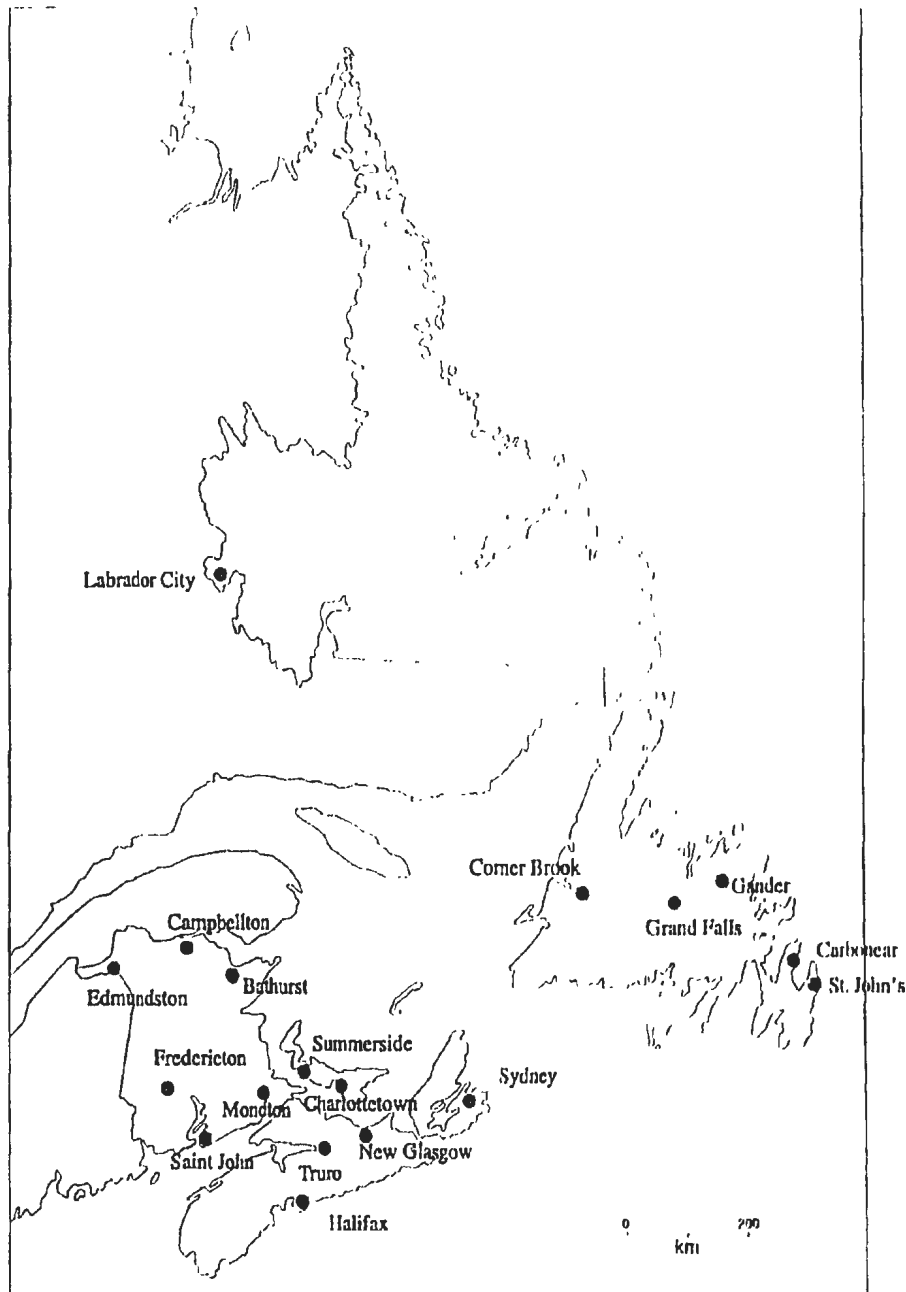 Labrador City
Corner Brook
Gander
Grand Falls
Campbellton
Carbonear
Edmundston
Bathurst
St. John's
Summerside
Fredericton
Sydney
Moncton
Charlottetown
Saint John
New Glasgow
Truro
Halifax
0 200
km